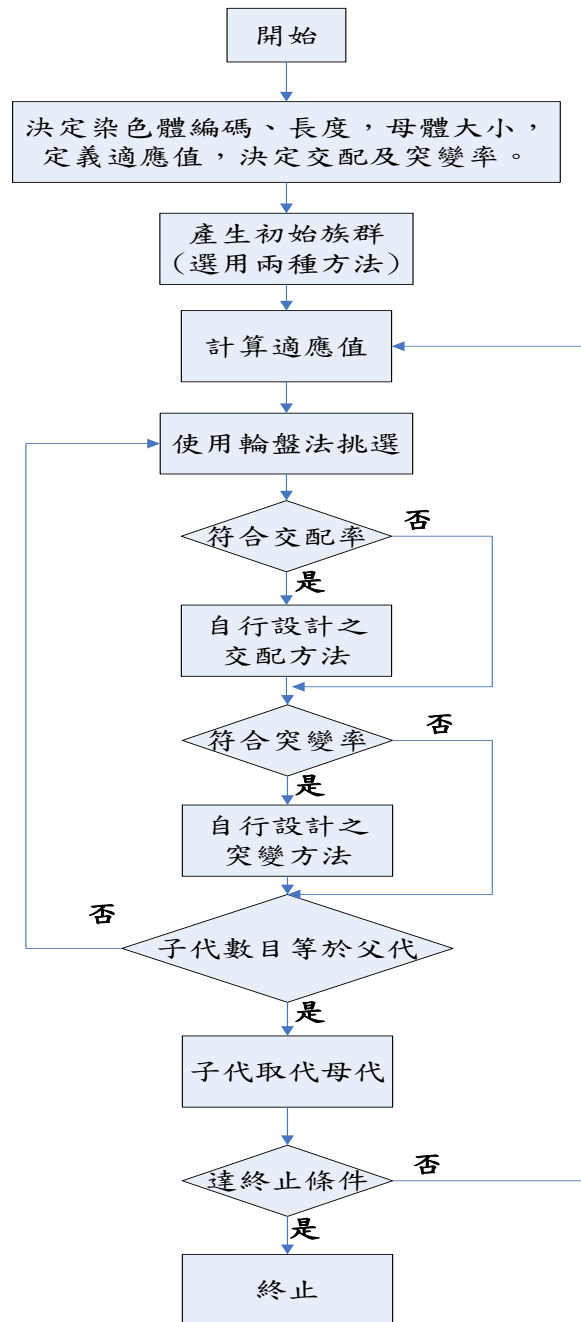 開始
決定染色體編碼、長度，母體大小，
定義適應值，決定交配及突變率。
產生初始族群
（選用兩種方法）
計算適應值
使用輪盤法挑選
符合交配率
否
是
自行設計之
交配方法
符合突變率
否
是
自行設計之
突變方法
否
子代數目等於父代
是
子代取代母代
達終止條件
否
是
終止